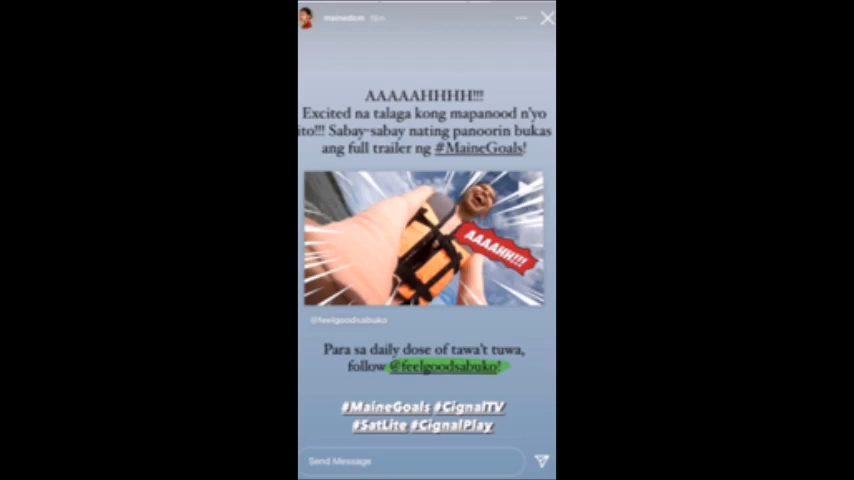 mainedcm
AAAAAHHHH!!!
Excited na talaga kong mapanood n'yo
ito!!! Sabay-sabay nating panoorin bukas
ang full trailer ng #MaineGoals!
AAAAHH!!!
@feelgoodsabuko
Para sa daily dose of tawa't tuwa,
follow @feelgoodsabuko!
#MaineGoals #CignalTV
#SatLite #CignalPlay
Send Message